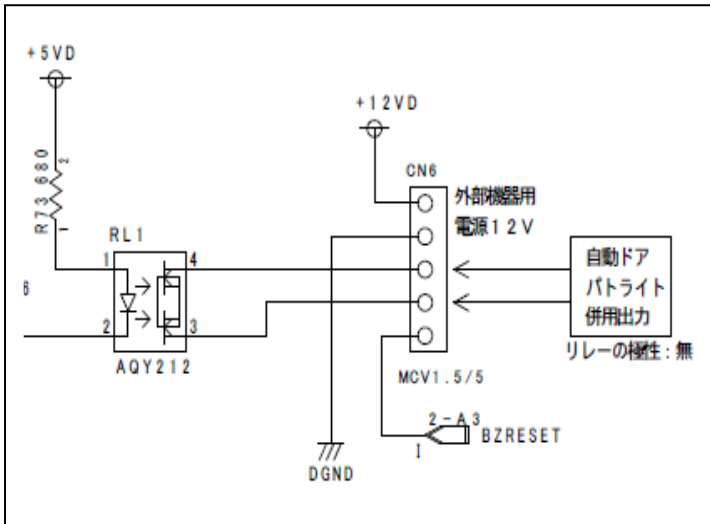 +5VD
+12VD
R73 680
2
1
CN6
外部機器用
電源12V
RL1
1
4
6
2
3
AQY212
自動ドア
パトライト
併用出力
リレーの極性:無
MCV1.5/5
2-A3
BZRESET
I
DGND